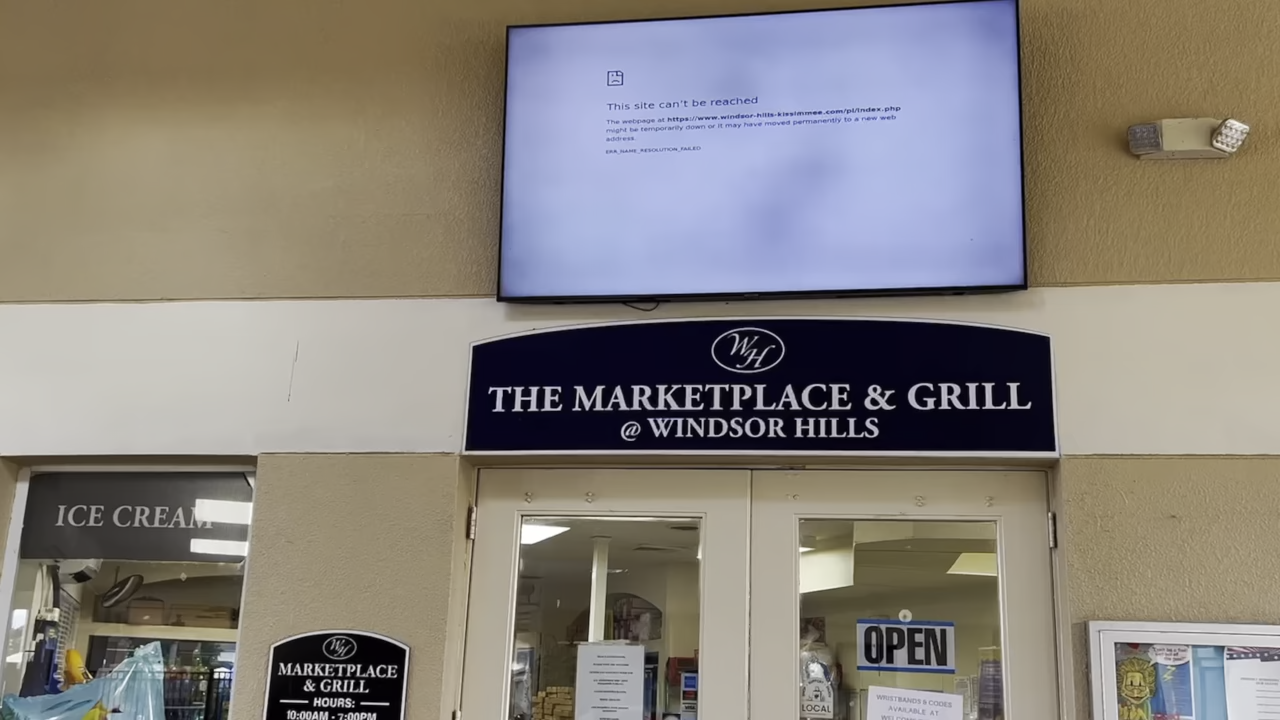 This site can't be reached
The webpage at https://www.windsor-hills-kissimmee.com/pl/index.php
might be temporarily down or it may have moved permanently to a new web
address.
ERR_NAME_RESOLUTION_FAILED
WH
THE MARKETPLACE & GRILL
@ WINDSOR HILLS
ICE CREAM
WH
MARKETPLACE
& GRILL
HOURS:
10:00AM - 7:00PM
OPEN
WRISTBANDS & CODES
AVAILABLE AT
LOCAL